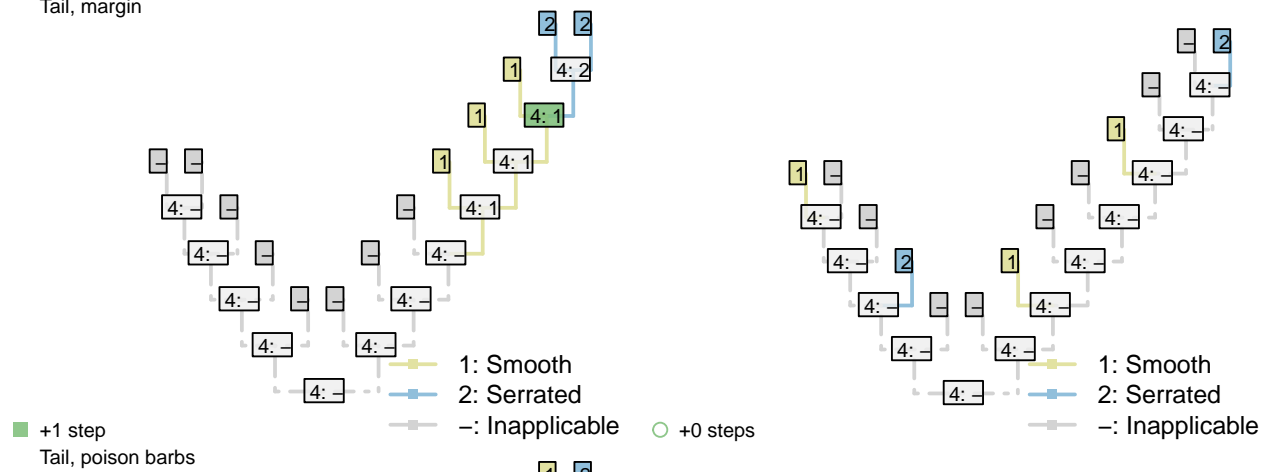 Tail, margin
2 2
1 4: 2
1 4: 1
– – 1 4: 1
4: – – – 4: 1
4: – – – 4: –
4: – – – 4: –
4: – 4: –
4: –
1: Smooth
2: Serrated
–: Inapplicable
+1 step
– 2
– 4: –
1 4: –
1 – – 4: –
4: – – – 4: –
4: – 2 1 4: –
4: – – – 4: –
4: – 4: –
4: –
1: Smooth
2: Serrated
–: Inapplicable
+0 steps
Tail, poison barbs